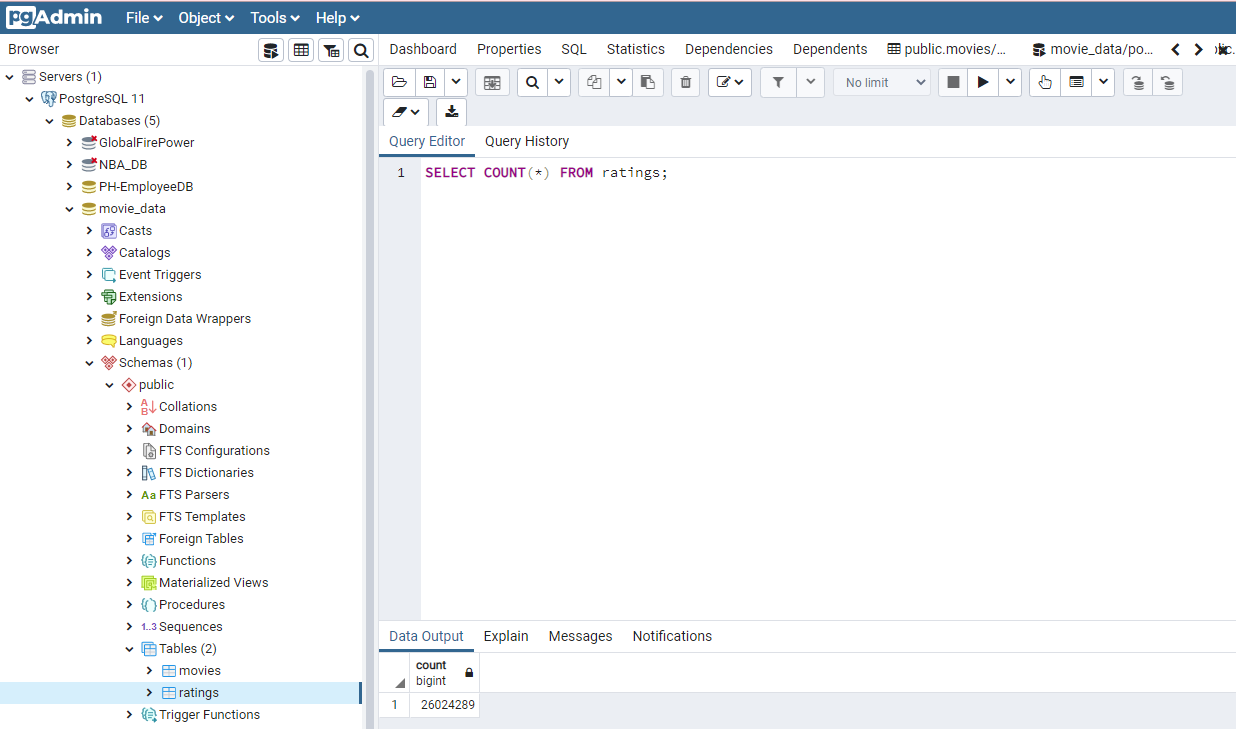 pgAdmin File Object Tools Help
Browser
Dashboard Properties SQL Statistics Dependencies Dependents public.movies/... movie_data/po...
Servers (1)
PostgreSQL 11
Databases (5)
GlobalFirePower
NBA_DB
PH-EmployeeDB
movie_data
Casts
Catalogs
Event Triggers
Extensions
Foreign Data Wrappers
Languages
Schemas (1)
public
Collations
Domains
FTS Configurations
FTS Dictionaries
Aa FTS Parsers
FTS Templates
Foreign Tables
Functions
Materialized Views
Procedures
1..3 Sequences
Tables (2)
movies
ratings
Trigger Functions
No limit
Query Editor Query History
1 SELECT COUNT(*) FROM ratings;
Data Output Explain Messages Notifications
count
bigint
1 26024289